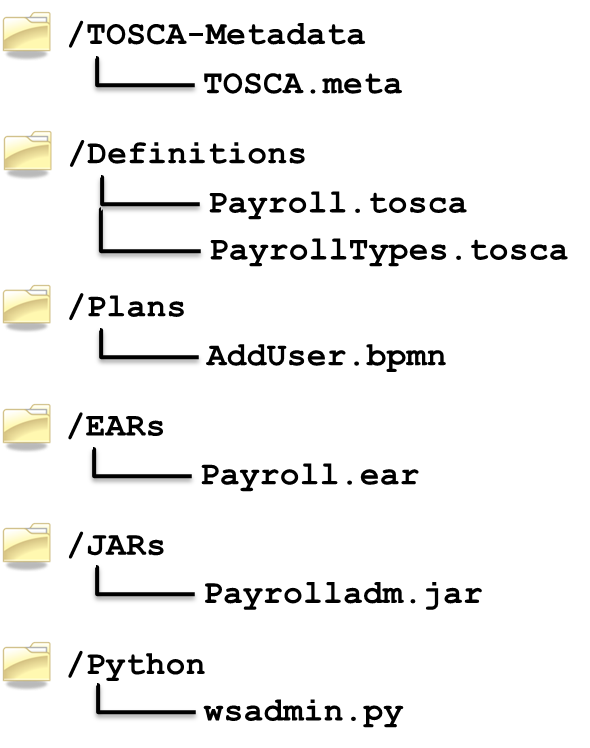 /TOSCA-Metadata
TOSCA.meta
/Definitions
Payroll.tosca
PayrollTypes.tosca
/Plans
AddUser.bpmn
/EARs
Payroll.ear
/JARs
Payrolladm.jar
/Python
wsadmin.py